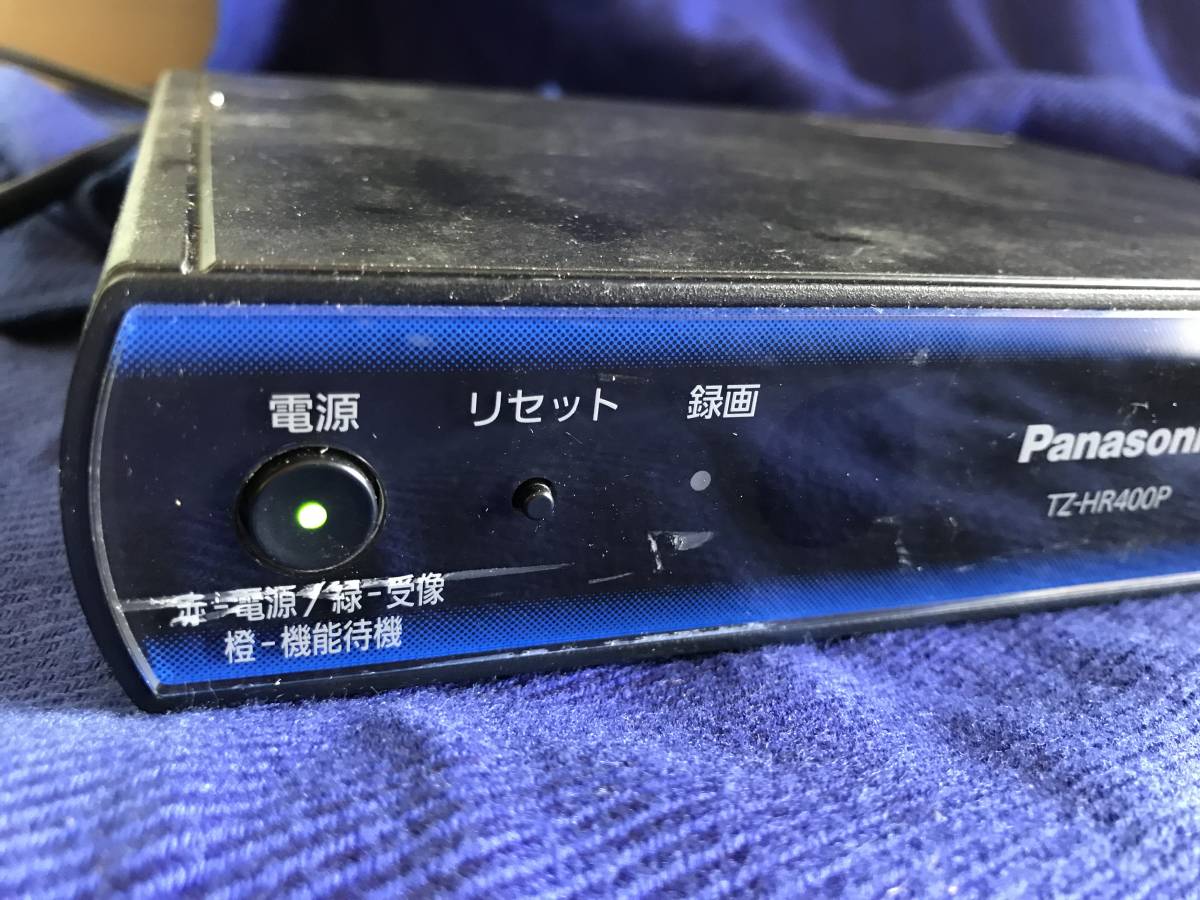 電源
リセット
録画
Panasoni
TZ-HR400P
赤-電源/緑-受像
橙-機能待機